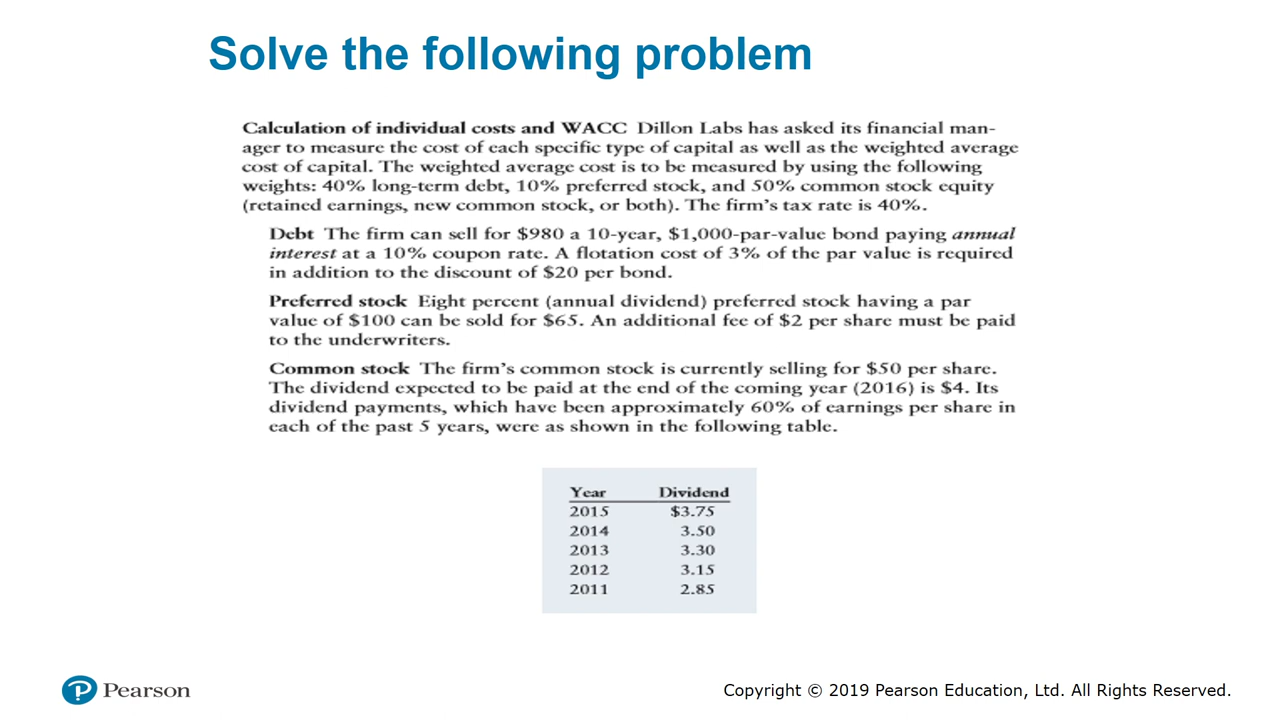 Solve the following problem
Calculation of individual costs and WACC Dillon Labs has asked its financial man-
ager to measure the cost of each specific type of capital as well as the weighted average
cost of capital. The weighted average cost is to be measured by using the following
weights: 40% long-term debt, 10% preferred stock, and 50% common stock equity
(retained earnings, new common stock, or both). The firm's tax rate is 40%.
Debt The firm can sell for $980 a 10-year, $1,000-par-value bond paying annual
interest at a 10% coupon rate. A flotation cost of 3% of the par value is required
in addition to the discount of $20 per bond.
Preferred stock Eight percent (annual dividend) preferred stock having a par
value of $100 can be sold for $65. An additional fee of $2 per share must be paid
to the underwriters.
Common stock The firm's common stock is currently selling for $50 per share.
The dividend expected to be paid at the end of the coming year (2016) is $4. Its
dividend payments, which have been approximately 60% of earnings per share in
each of the past 5 years, were as shown in the following table.
Year Dividend
2015 $3.75
2014 3.50
2013 3.30
2012 3.15
2011 2.85
P Pearson
Copyright © 2019 Pearson Education, Ltd. All Rights Reserved.